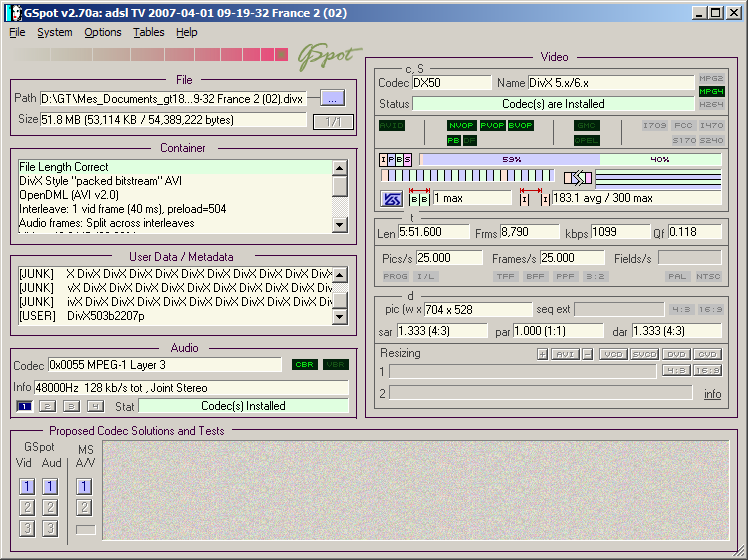 GSpot v2.70a: adsl TV 2007-04-01 09-19-32 France 2 (02)
File System Options Tables Help
GSpot
File
Path D:\GT\Mes_Documents_gt18...9-32 France 2 (02).divx ...
Size 51.8 MB (53,114 KB / 54,389,222 bytes) 1/1
Container
File Length Correct
DivX Style "packed bitstream" AVI
OpenDML (AVI v2.0)
Interleave: 1 vid frame (40 ms), preload=504
Audio frames: Split across interleaves
User Data / Metadata
[JUNK] X DivX DivX DivX DivX DivX DivX DivX DivX DivX
[JUNK] vX DivX DivX DivX DivX DivX DivX DivX DivX
[JUNK] ivX DivX DivX DivX DivX DivX DivX DivX DivX
[USER] DivX503b2207p
Audio
Codec 0x0055 MPEG-1 Layer 3 CBR VBR
Info 48000Hz 128 kb/s tot , Joint Stereo
1 2 3 4 Stat Codec(s) Installed
Video
c, S
Codec DX50 Name DivX 5.x/6.x MPG2
MPG4
Status Codec(s) are Installed H264
AVID NVOP PVOP BVOP GMC I709 FCC I470
PB DF QPEL S170 S240
I P B S 59% 40%
B B 1 max I I 183.1 avg / 300 max
t
Len 5:51.600 Frms 8,790 kbps 1099 Qf 0.118
Pics/s 25.000 Frames/s 25.000 Fields/s
PROG I/L TFF BFF PPF 3:2 PAL NTSC
d
pic (w x 704 x 528 seq ext 4:3 16:9
sar 1.333 (4:3) par 1.000 (1:1) dar 1.333 (4:3)
Resizing + AVI - VCD SVCD DVD CVD
1 4:3 16:9
2 info
Proposed Codec Solutions and Tests
GSpot MS
Vid Aud A/V
1 1 1
2 2 2
3 3